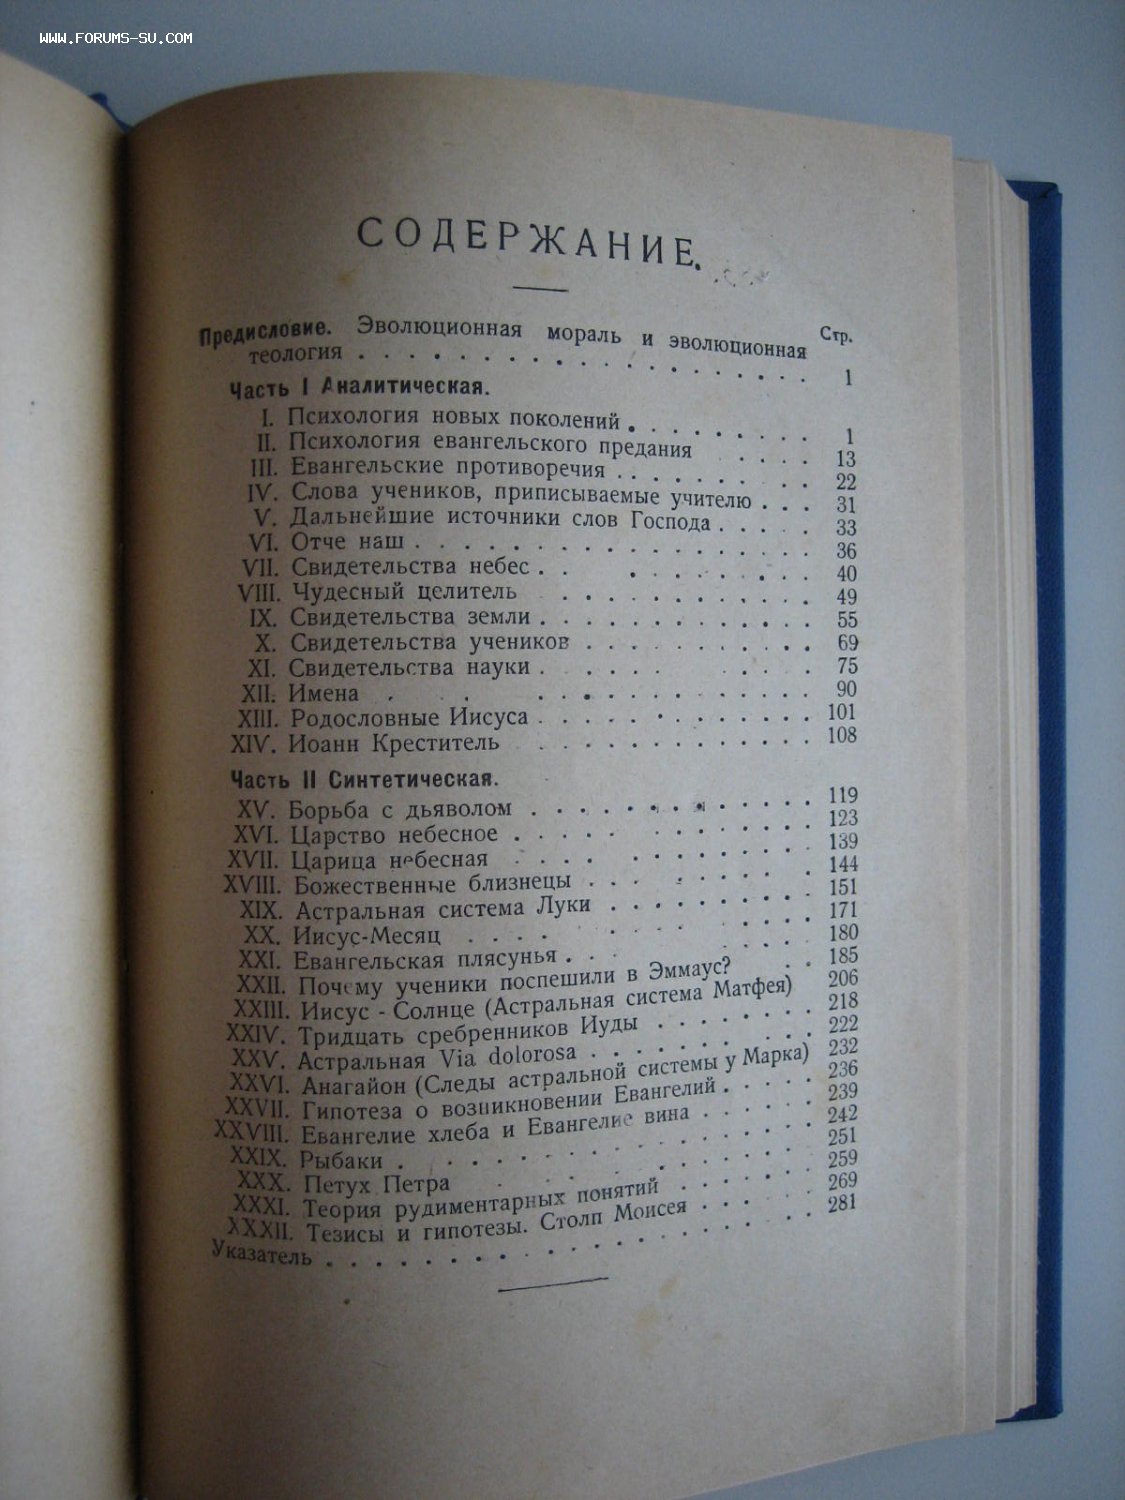 WWW.FORUMS-SU.COM
СОДЕРЖАНИЕ.
Стр.
Предисловие. Эволюционная мораль и эволюционная
теология . . . . . . . . . . . . . . . . . 1
Часть I Аналитическая.
I. Психология новых поколений . . . . . . . . . 1
II. Психология евангельского предания . . . . 13
III. Евангельские противоречия . . . . . . . . . 22
IV. Слова учеников, приписываемые учителю . . . 31
V. Дальнейшие источники слов Господа . . . . . 33
VI. Отче наш . . . . . . . . . . . . . . . 36
VII. Свидетельства небес . . . . . . . . . . 40
VIII. Чудесный целитель . . . . . . . . . . . 49
IX. Свидетельства земли . . . . . . . . . . . . 55
X. Свидетельства учеников . . . . . . . . . . 69
XI. Свидетельства науки . . . . . . . . . 75
XII. Имена . . . . . . . . . . . . . 90
XIII. Родословные Иисуса . . . . . . . . . . . . 101
XIV. Иоанн Креститель . . . . . . . . . . . . 108
Часть II Синтетическая.
XV. Борьба с дьяволом . . . . . . . . . . . . 119
XVI. Царство небесное . . . . . . . . . . . . 123
XVII. Царица небесная . . . . . . . . . . . . 139
XVIII. Божественные близнецы . . . . . . . . . 144
XIX. Астральная система Луки . . . . . . . . . 151
XX. Иисус-Месяц . . . . . . . . . . . 171
XXI. Евангельская плясунья . . . . . . . 180
XXII. Почему ученики поспешили в Эммаус? . . 185
XXIII. Иисус - Солнце (Астральная система Матфея) 206
XXIV. Тридцать сребренников Иуды . . . . . . . 218
XXV. Астральная Via dolorosa . . . . . . . . . 222
XXVI. Анагайон (Следы астральной системы у Марка) 232
XXVII. Гипотеза о возникновении Евангелий . . . . . 236
XXVIII. Евангелие хлеба и Евангелие вина . . . . . . 239
XXIX. Рыбаки . . . . . . . . . . . . . . . 242
XXX. Петух Петра . . . . . . . . . . . 251
XXXI. Теория рудиментарных понятий . . . . . . 259
XXXII. Тезисы и гипотезы. Столп Моисея . . . . . 269
Указатель . . . . . . . . . . . . . . . . . . 281